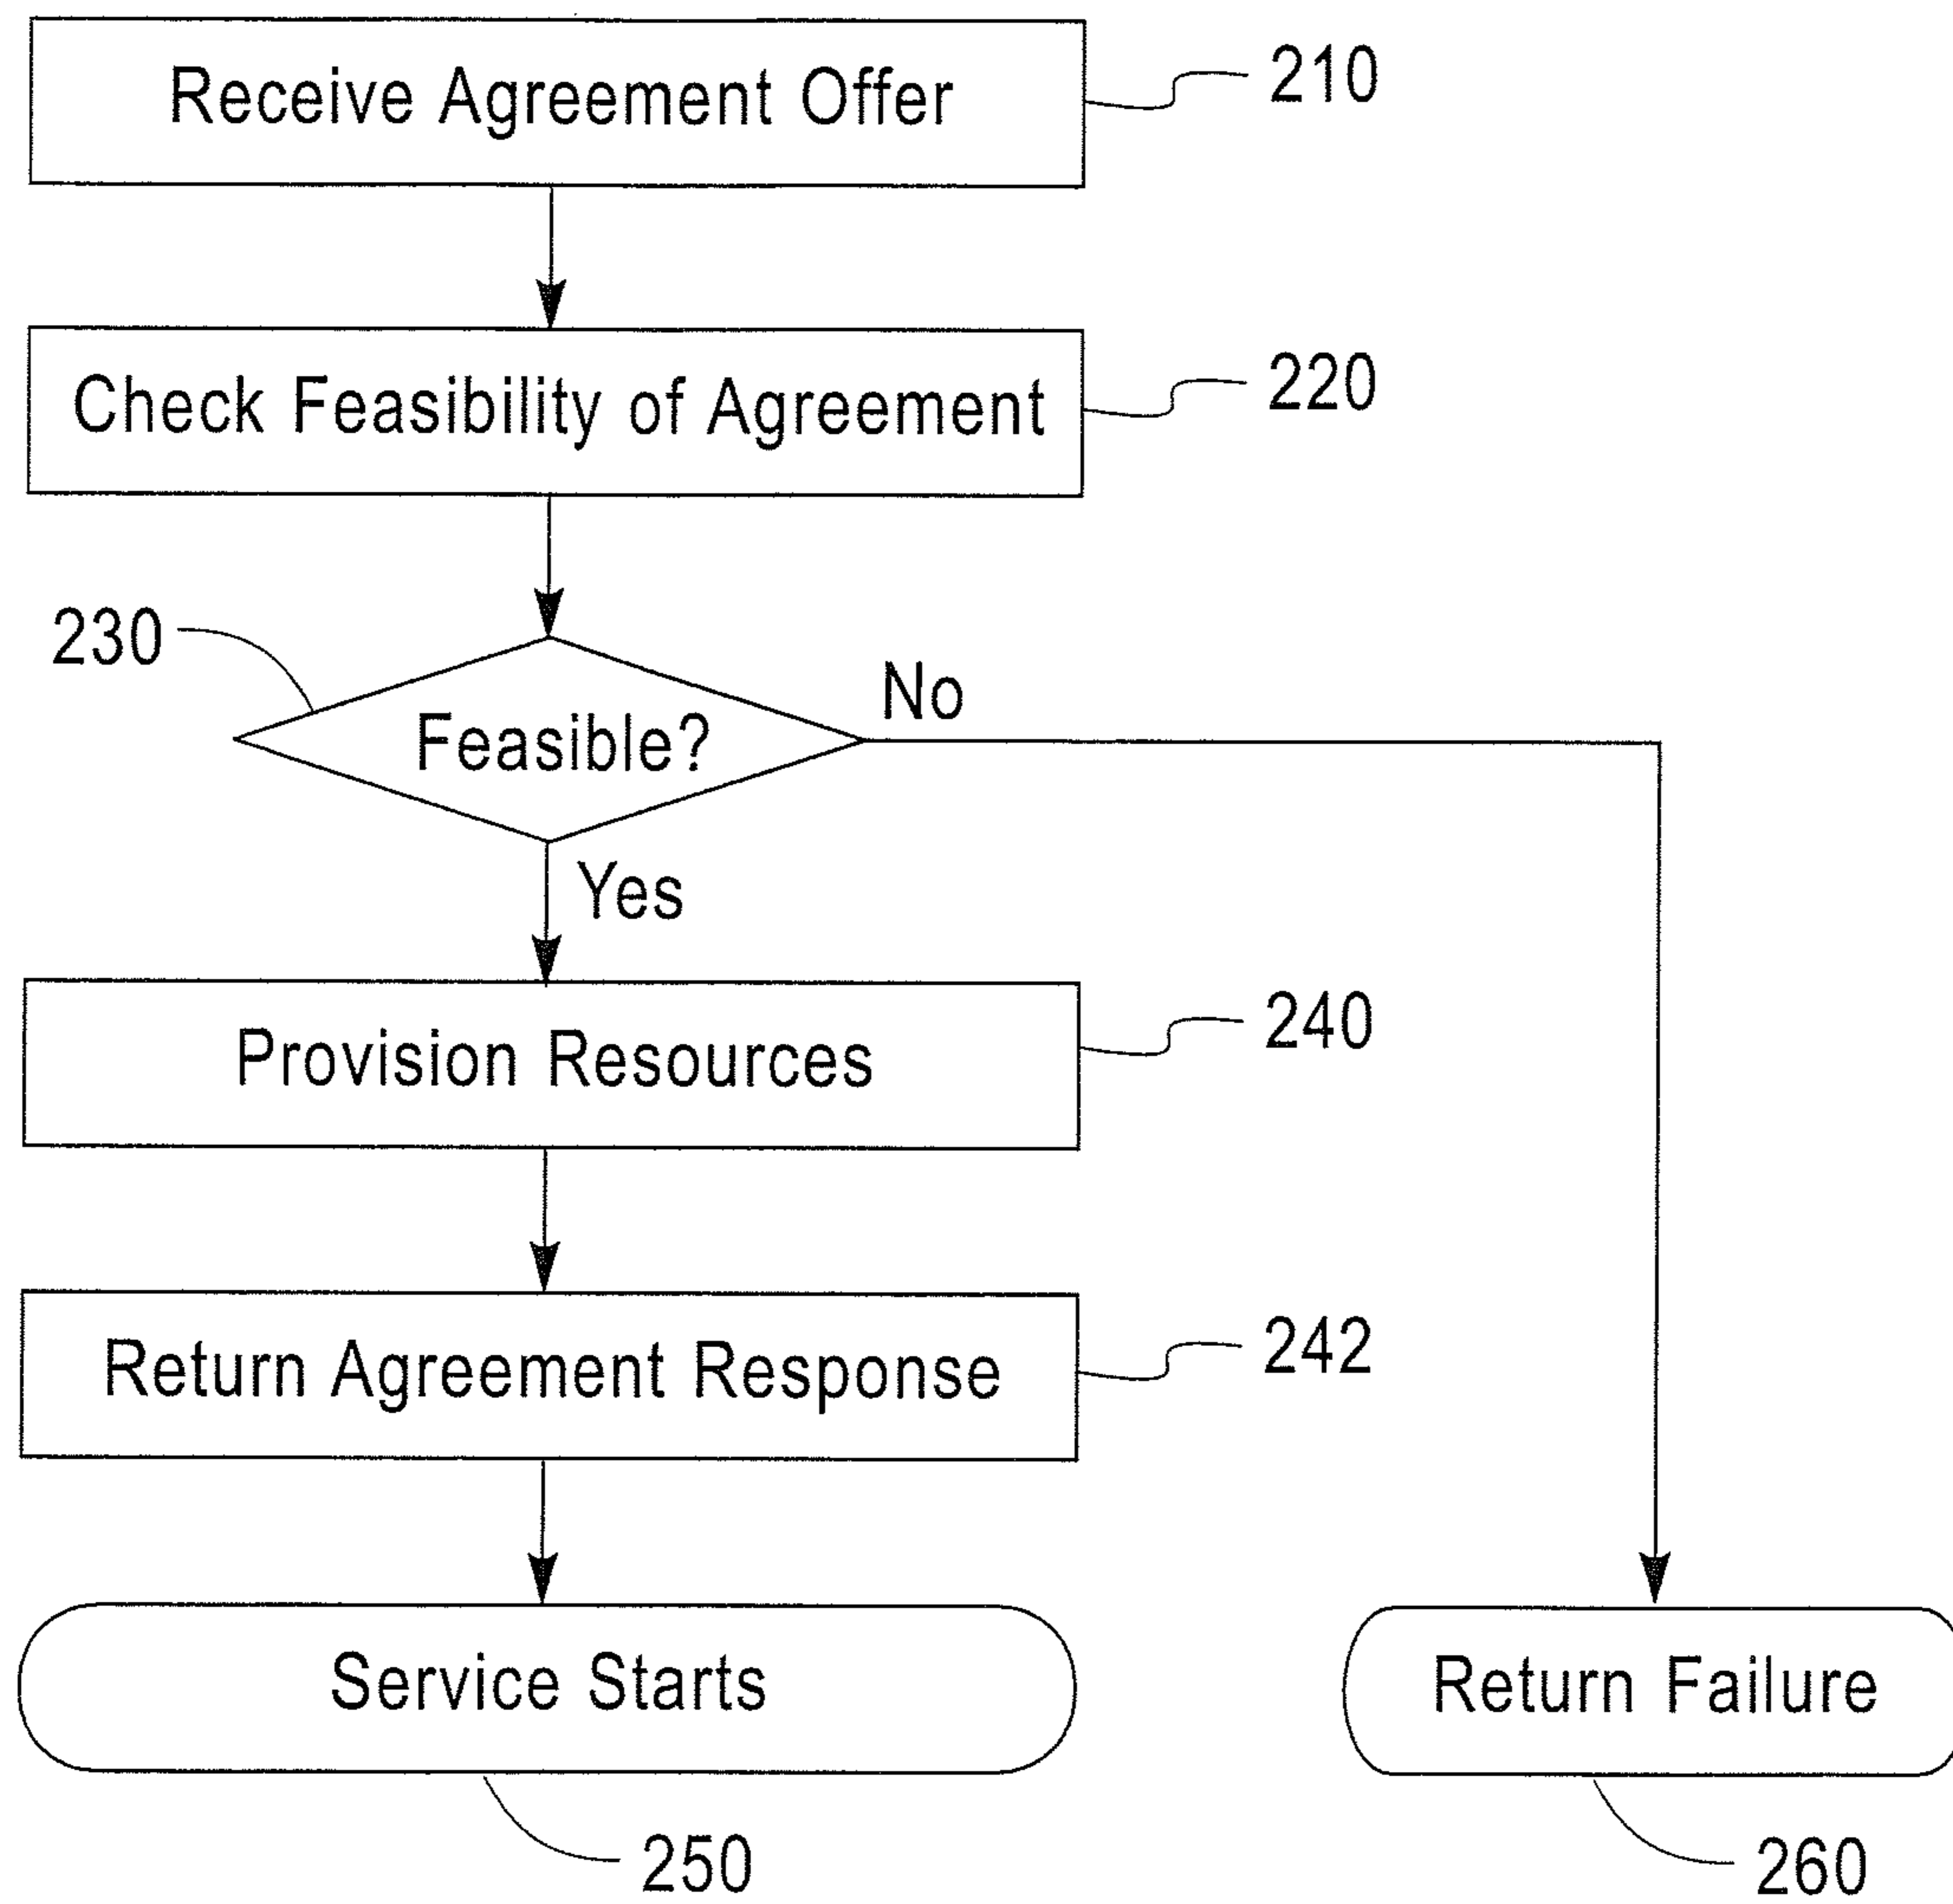 Receive Agreement Offer
210
Check Feasibility of Agreement
220
230
Feasible?
No
Yes
Provision Resources
240
Return Agreement Response
242
Service Starts
Return Failure
250
260